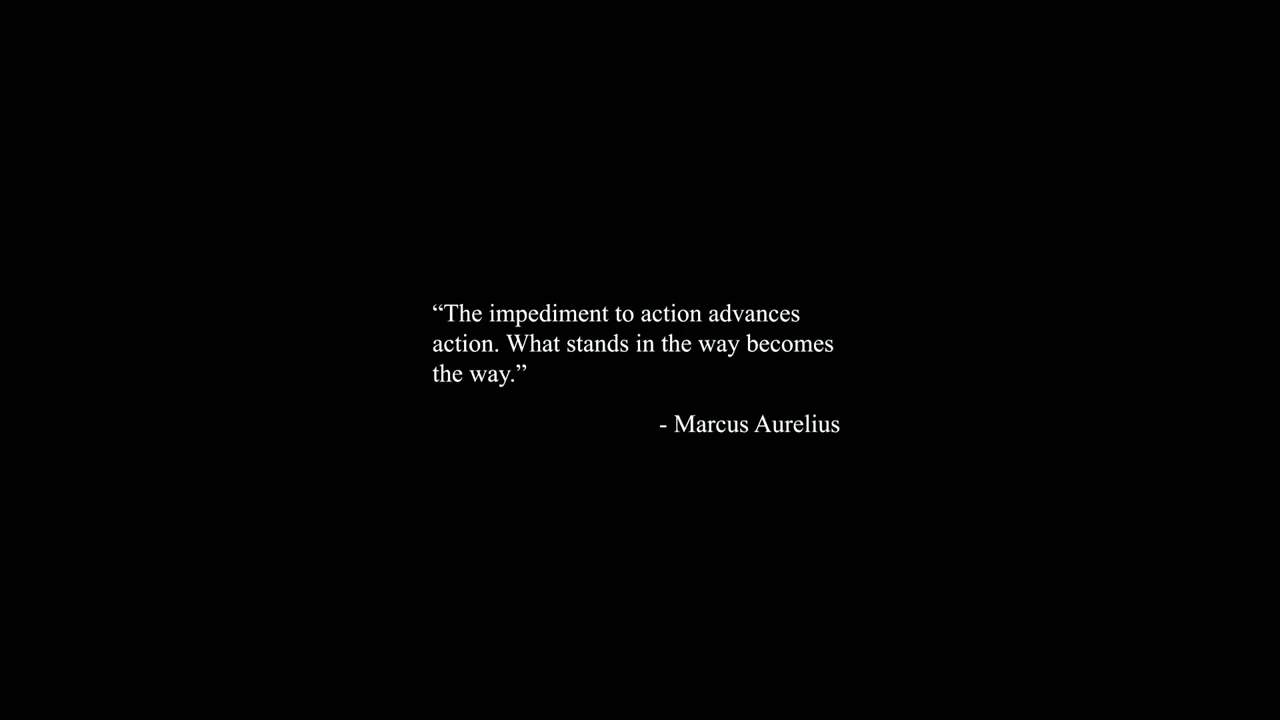 “The impediment to action advances
action. What stands in the way becomes
the way.”
- Marcus Aurelius